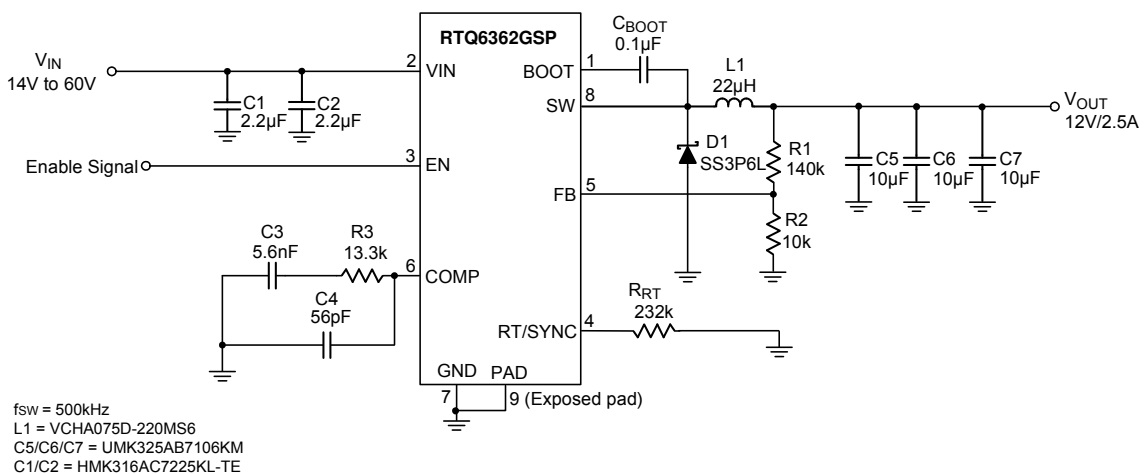 RTQ6362GSP
CBOOT
0.1µF
VIN
14V to 60V
2
VIN
BOOT
1
L1
22µH
SW
8
VOUT
12V/2.5A
C1
2.2µF
C2
2.2µF
D1
SS3P6L
R1
140k
C5
10µF
C6
10µF
C7
10µF
Enable Signal
3
EN
FB
5
R2
10k
C3
5.6nF
R3
13.3k
6
COMP
C4
56pF
RRT
232k
RT/SYNC
4
GND
PAD
7
9 (Exposed pad)
fSW = 500kHz
L1 = VCHA075D-220MS6
C5/C6/C7 = UMK325AB7106KM
C1/C2 = HMK316AC7225KL-TE